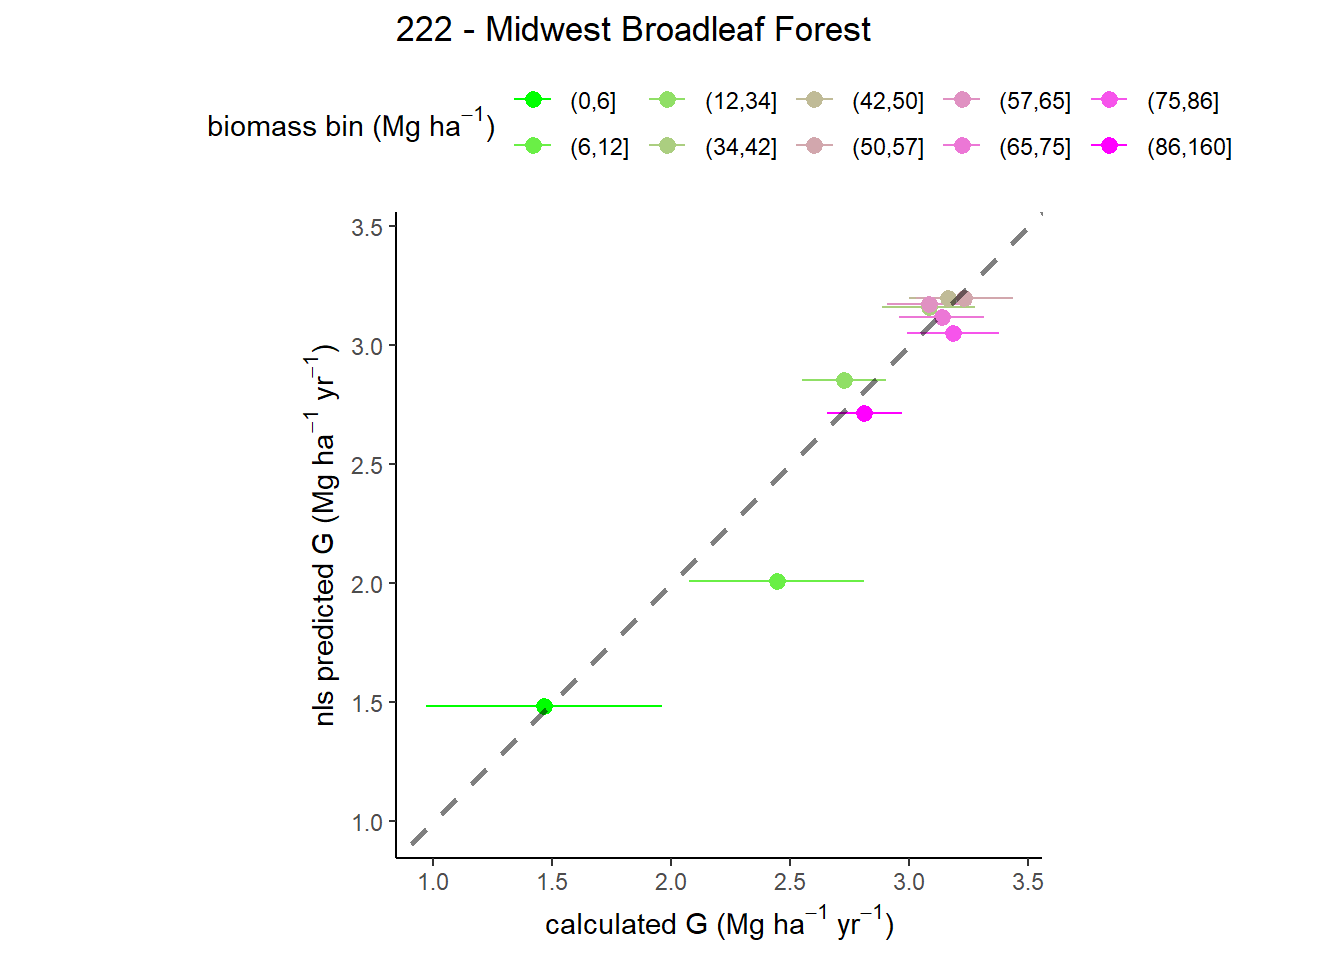 222 - Midwest Broadleaf Forest
biomass bin (Mg ha⁻¹)
(0,6] (12,34] (42,50] (57,65] (75,86]
(6,12] (34,42] (50,57] (65,75] (86,160]
nls predicted G (Mg ha⁻¹ yr⁻¹)
3.5
3.0
2.5
2.0
1.5
1.0
1.0 1.5 2.0 2.5 3.0 3.5
calculated G (Mg ha⁻¹ yr⁻¹)